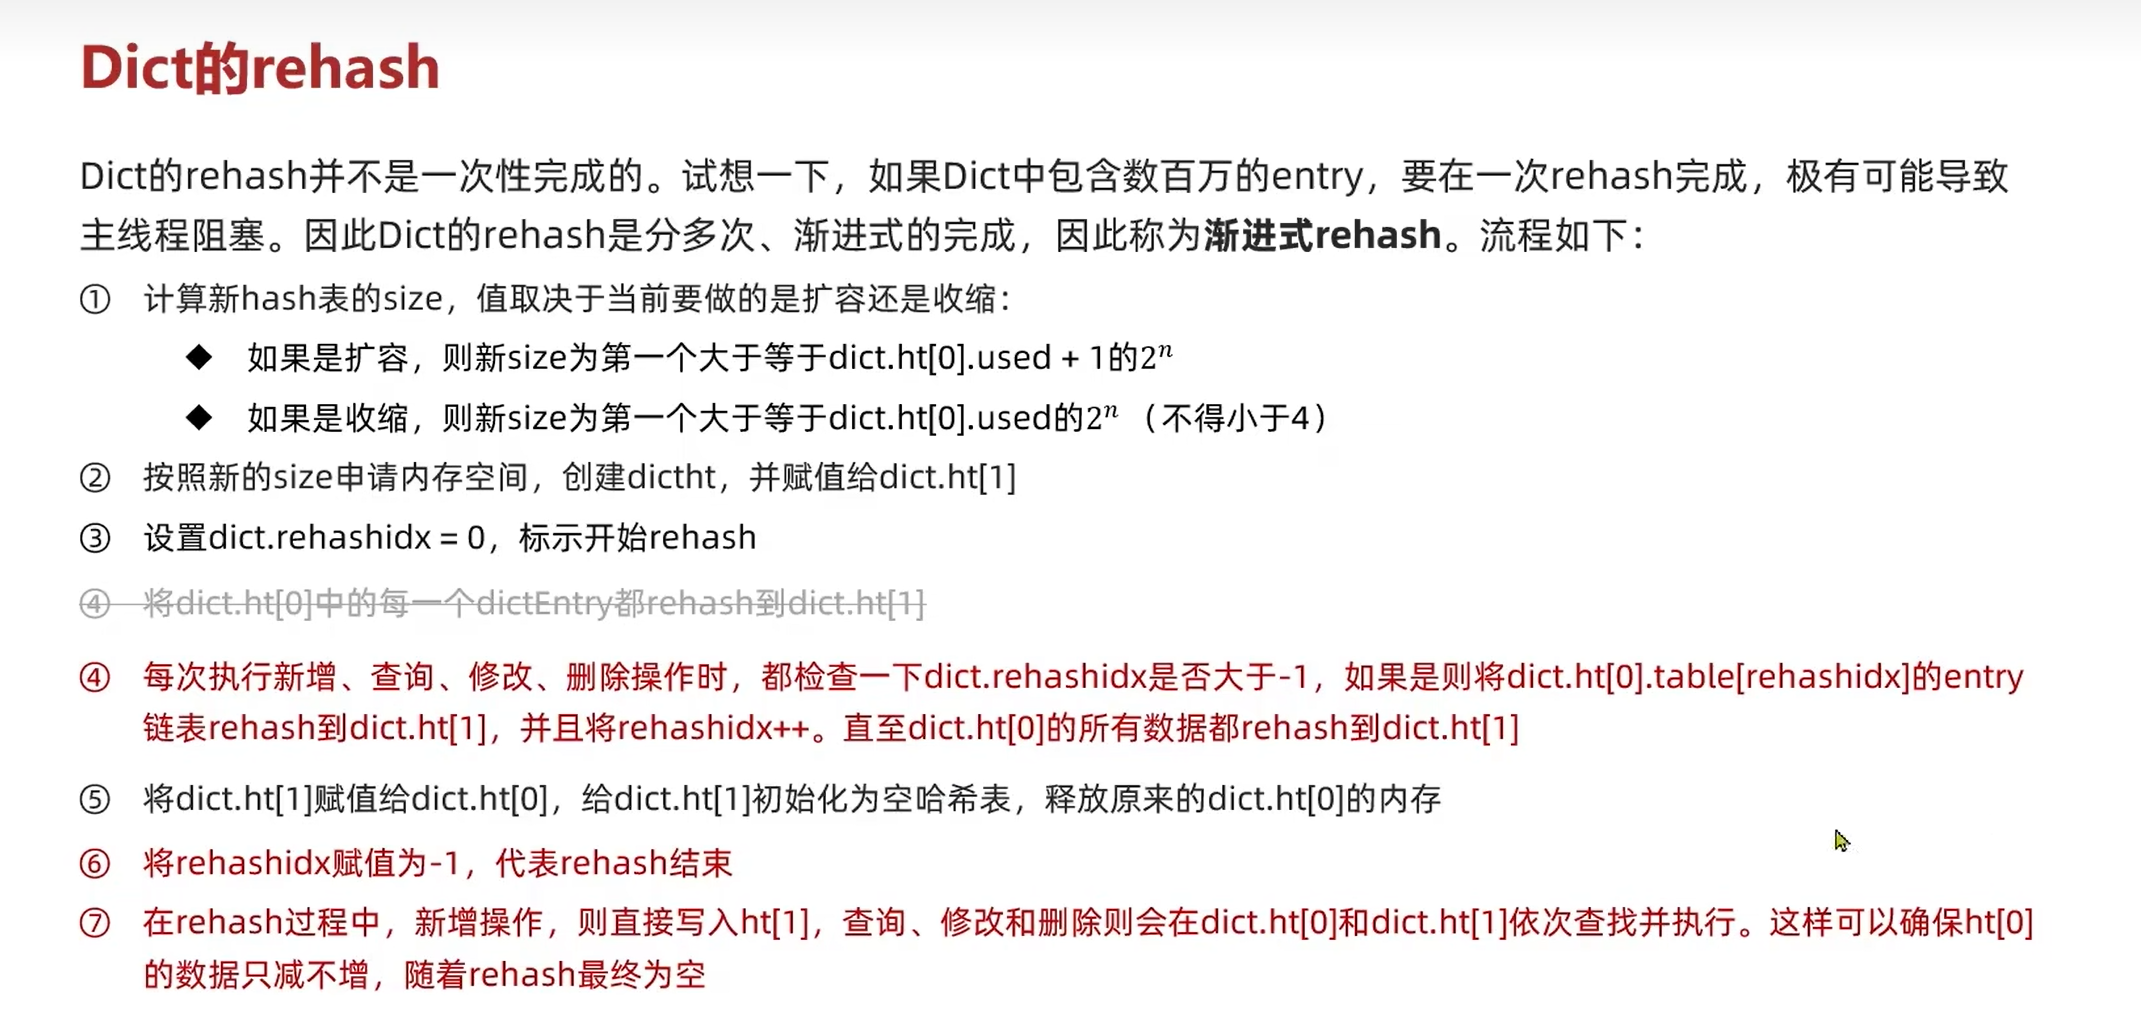 Dict的rehash
Dict的rehash并不是一次性完成的。试想一下，如果Dict中包含数百万的entry，要在一次rehash完成，极有可能导致
主线程阻塞。因此Dict的rehash是分多次、渐进式的完成，因此称为渐进式rehash。流程如下：
① 计算新hash表的size，值取决于当前要做的是扩容还是收缩：
◆ 如果是扩容，则新size为第一个大于等于dict.ht[0].used + 1的2ⁿ
◆ 如果是收缩，则新size为第一个大于等于dict.ht[0].used的2ⁿ（不得小于4）
② 按照新的size申请内存空间，创建dictht，并赋值给dict.ht[1]
③ 设置dict.rehashidx = 0，标示开始rehash
④ 将dict.ht[0]中的每一个dictEntry都rehash到dict.ht[1]
④ 每次执行新增、查询、修改、删除操作时，都检查一下dict.rehashidx是否大于-1，如果是则将dict.ht[0].table[rehashidx]的entry
链表rehash到dict.ht[1]，并且将rehashidx++。直至dict.ht[0]的所有数据都rehash到dict.ht[1]
⑤ 将dict.ht[1]赋值给dict.ht[0]，给dict.ht[1]初始化为空哈希表，释放原来的dict.ht[0]的内存
⑥ 将rehashidx赋值为-1，代表rehash结束
⑦ 在rehash过程中，新增操作，则直接写入ht[1]，查询、修改和删除则会在dict.ht[0]和dict.ht[1]依次查找并执行。这样可以确保ht[0]
的数据只减不增，随着rehash最终为空